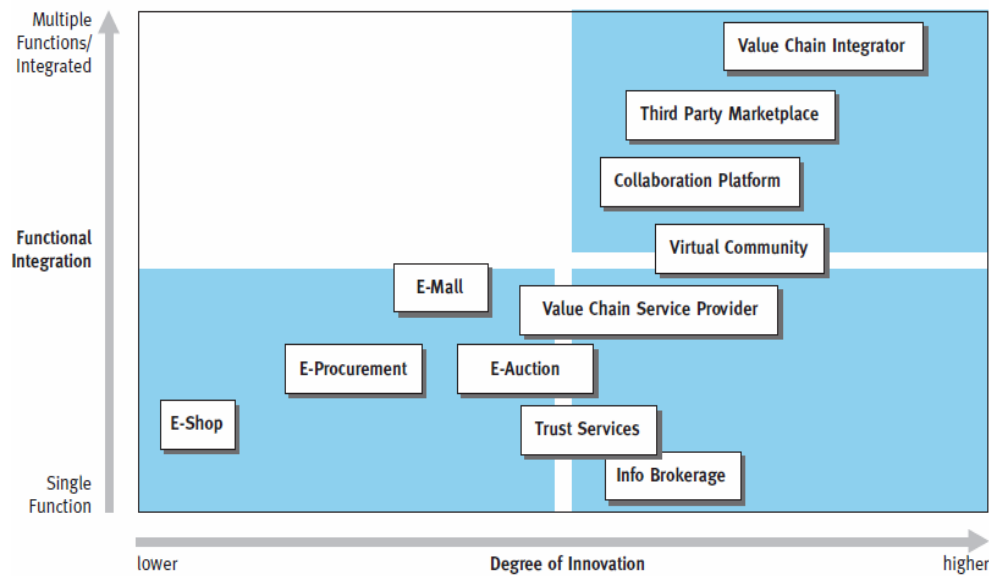 Multiple
Functions/
Integrated
Value Chain Integrator
Third Party Marketplace
Collaboration Platform
Functional
Integration
Virtual Community
E-Mall
Value Chain Service Provider
E-Procurement
E-Auction
E-Shop
Trust Services
Info Brokerage
Single
Function
lower
Degree of Innovation
higher